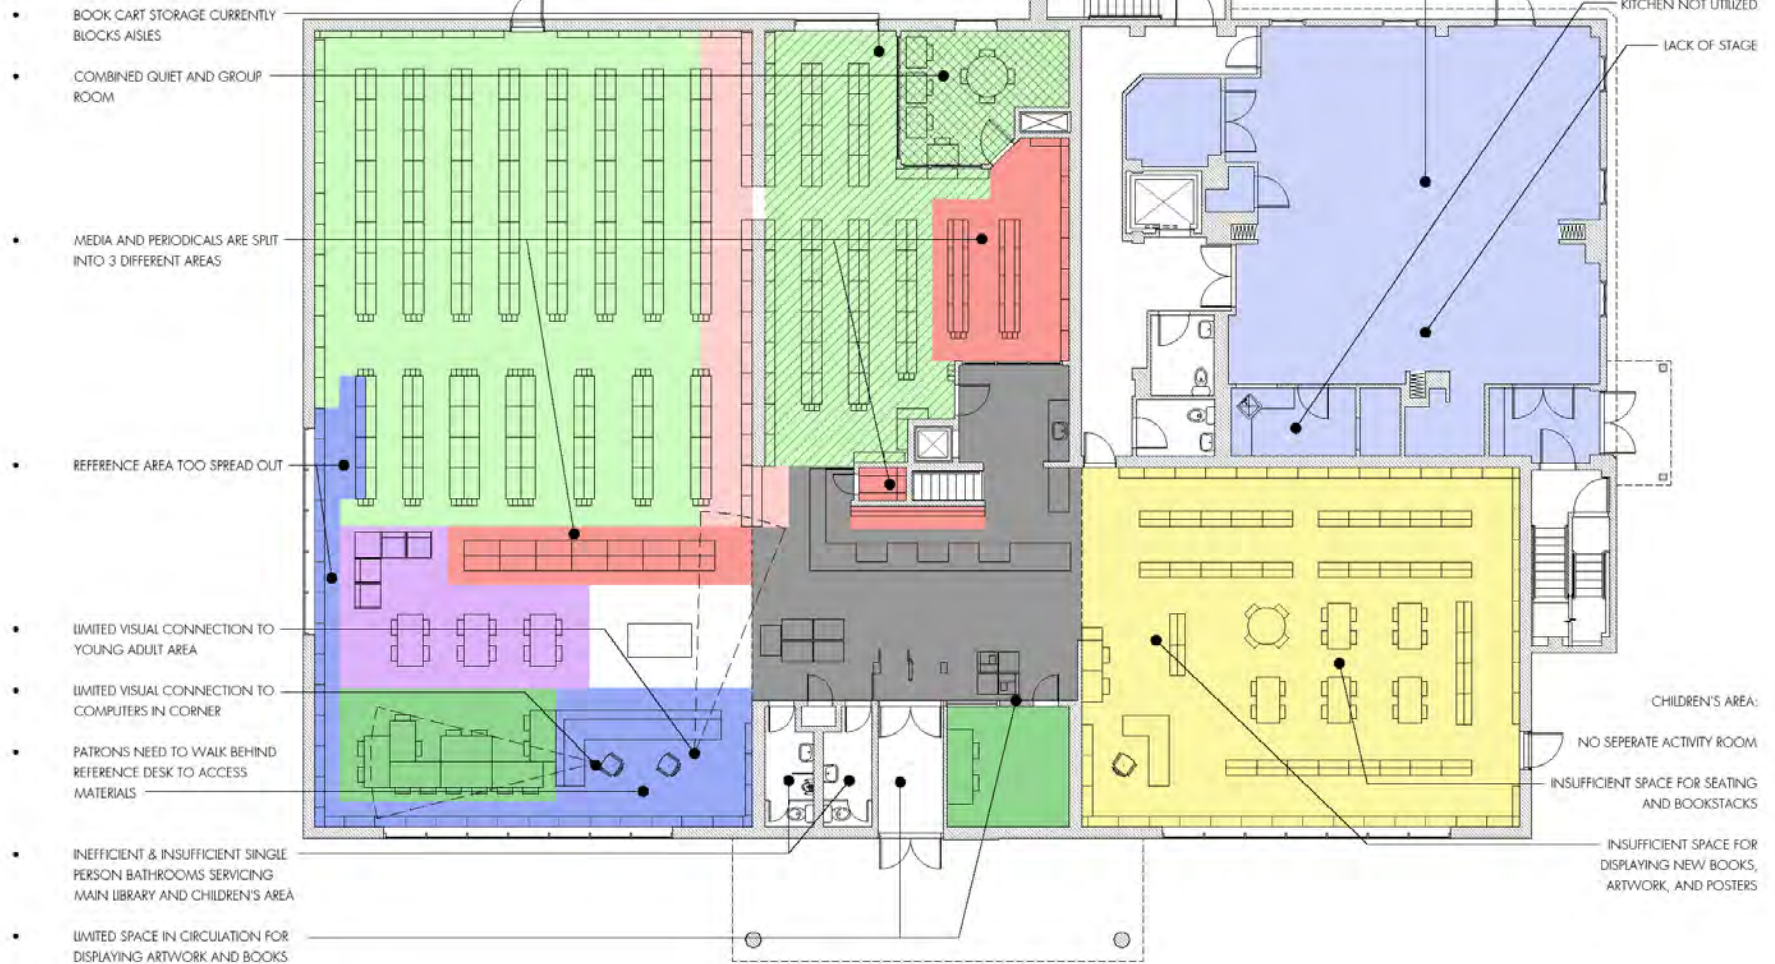 BOOK CART STORAGE CURRENTLY
BLOCKS AISLES
COMBINED QUIET AND GROUP
ROOM
MEDIA AND PERIODICALS ARE SPLIT
INTO 3 DIFFERENT AREAS
REFERENCE AREA TOO SPREAD OUT
LIMITED VISUAL CONNECTION TO
YOUNG ADULT AREA
LIMITED VISUAL CONNECTION TO
COMPUTERS IN CORNER
PATRONS NEED TO WALK BEHIND
REFERENCE DESK TO ACCESS
MATERIALS
INEFFICIENT & INSUFFICIENT SINGLE
PERSON BATHROOMS SERVICING
MAIN LIBRARY AND CHILDREN'S AREA
LIMITED SPACE IN CIRCULATION FOR
DISPLAYING ARTWORK AND BOOKS
KITCHEN NOT UTILIZED
LACK OF STAGE
CHILDREN'S AREA:
NO SEPERATE ACTIVITY ROOM
INSUFFICIENT SPACE FOR SEATING
AND BOOKSTACKS
INSUFFICIENT SPACE FOR
DISPLAYING NEW BOOKS,
ARTWORK, AND POSTERS